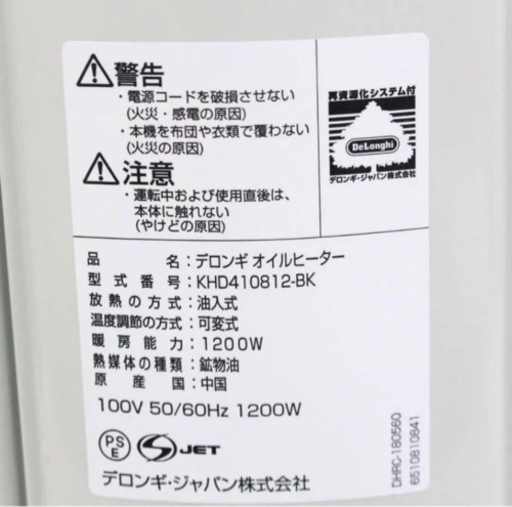 警告
・電源コードを破損させない
(火災・感電の原因)
・本機を布団や衣類で覆わない
(火災の原因)
注意
・運転中および使用直後は、
本体に触れない
(やけどの原因)
再資源化システム付
DeLonghi
デロンギ・ジャパン株式会社
品名：デロンギ オイルヒーター
型式番号：KHD410812-BK
放熱の方式：油入式
温度調節の方式：可変式
暖房能力：1200W
熱媒体の種類：鉱物油
原産国：中国
100V 50/60Hz 1200W
PS
E
JET
デロンギ・ジャパン株式会社
DHRC-180560
6510810841